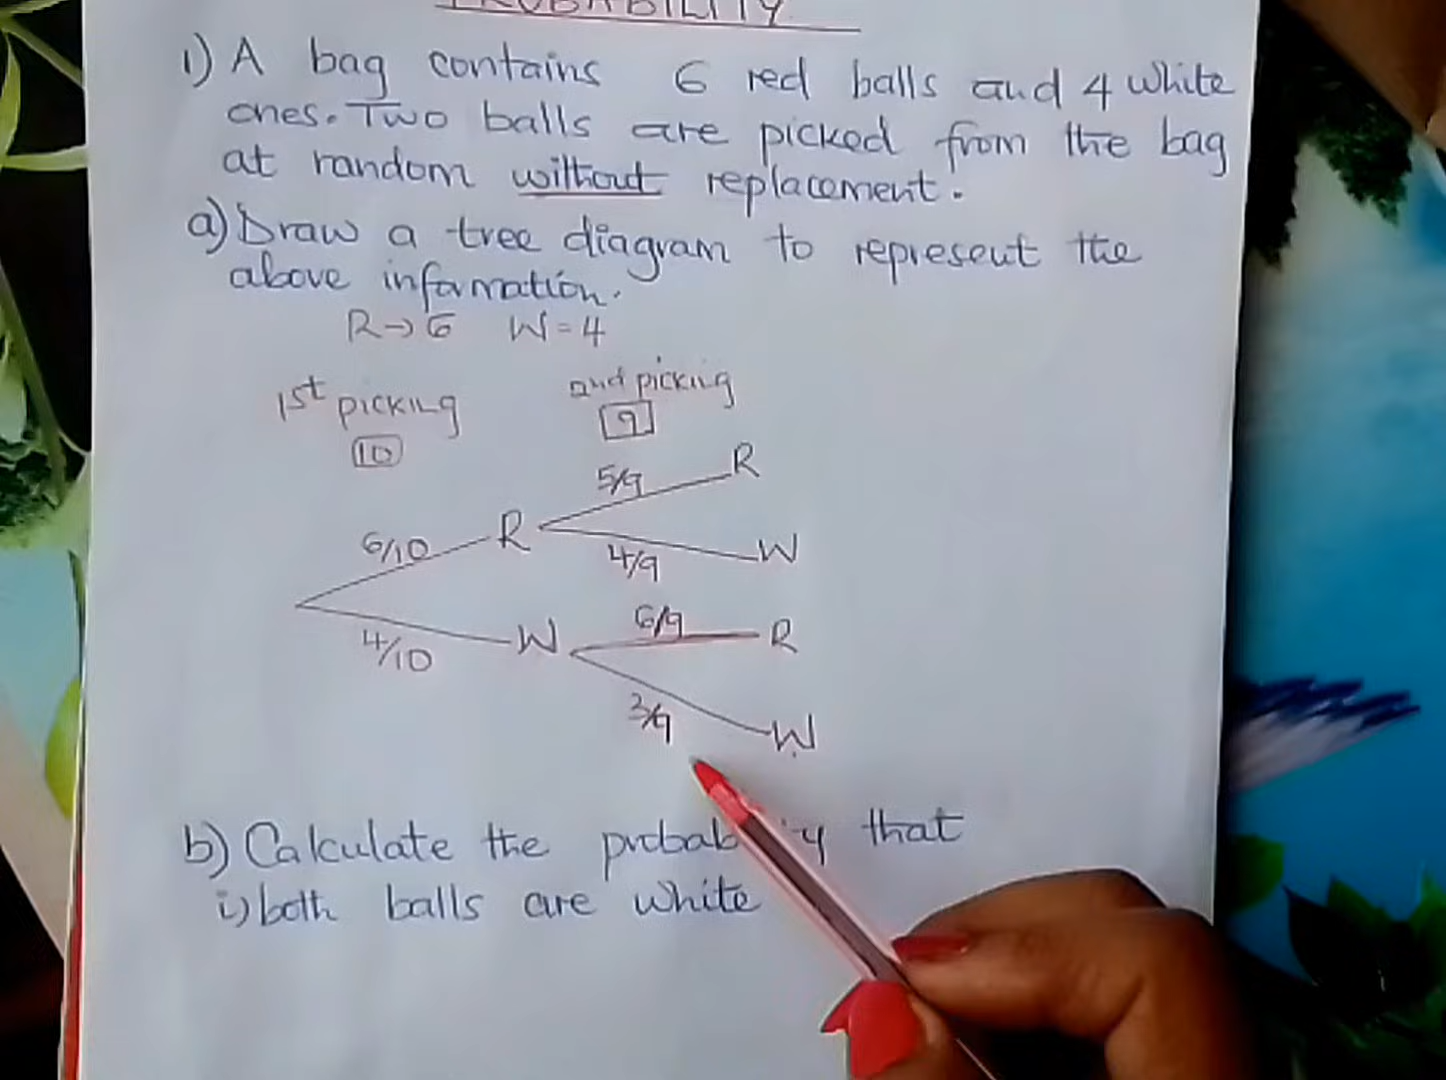 PROBABILITY
1) A bag contains 6 red balls and 4 white
ones. Two balls are picked from the bag
at random without replacement.
a) Draw a tree diagram to represent the
above information.
R→6 W=4
1st picking 2nd picking
10 9
5/9 R
6/10 R
4/9 W
6/9 R
4/10 W
3/9 W
b) Calculate the that
i) both balls are white